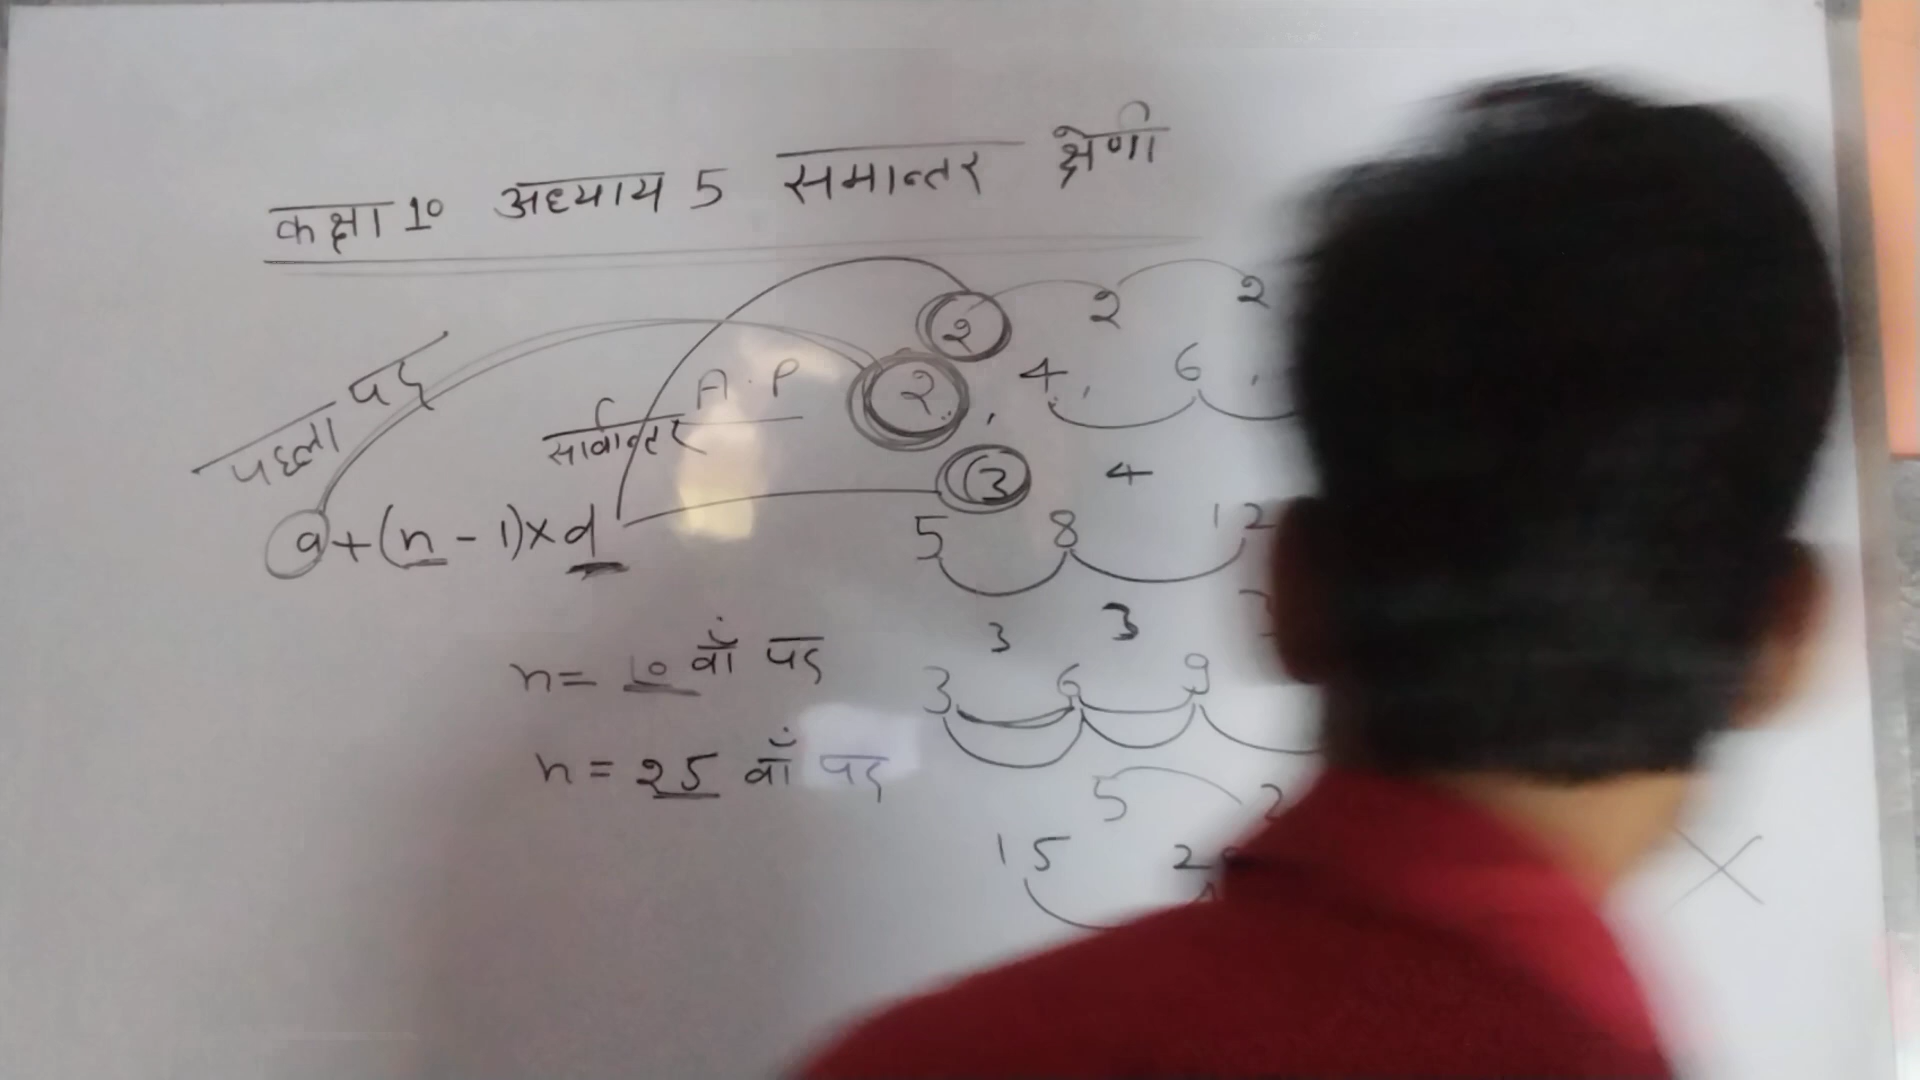 कक्षा 10 अध्याय 5 समान्तर क्षेणी
2 2 2
पहला पद
A.P
2, 4, 6,
सार्वान्तर
3 4
a+(n-1)×d
5 8 12
n= 10 वाँ पद
3 3
3 6 9
n = 25 वाँ पद
5
15